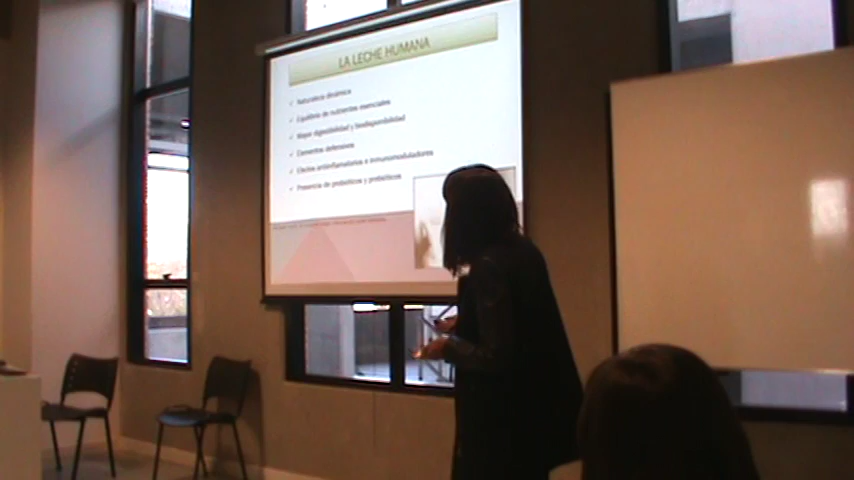 LA LECHE HUMANA
Naturaleza dinámica
Equilibrio de nutrientes esenciales
Mayor digestibilidad y biodisponibilidad
Elementos defensivos
Efectos antiinflamatorios e inmunomoduladores
Presencia de probióticos y prebióticos